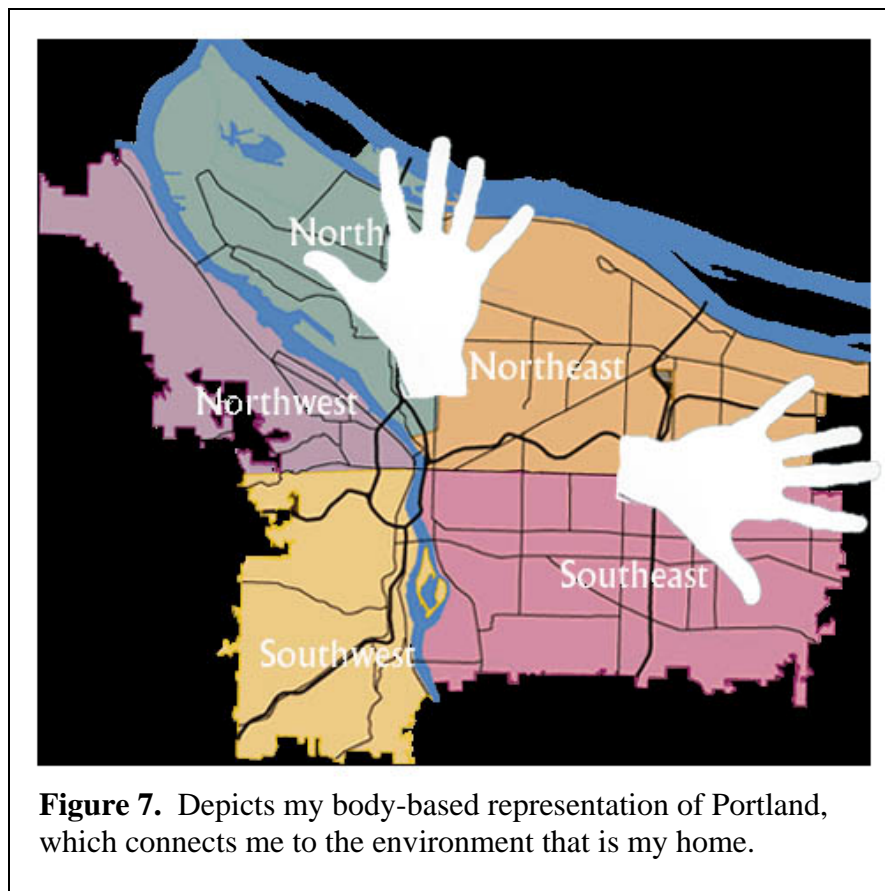 North
Northeast
Northwest
Southeast
Southwest
Figure 7. Depicts my body-based representation of Portland,
which connects me to the environment that is my home.